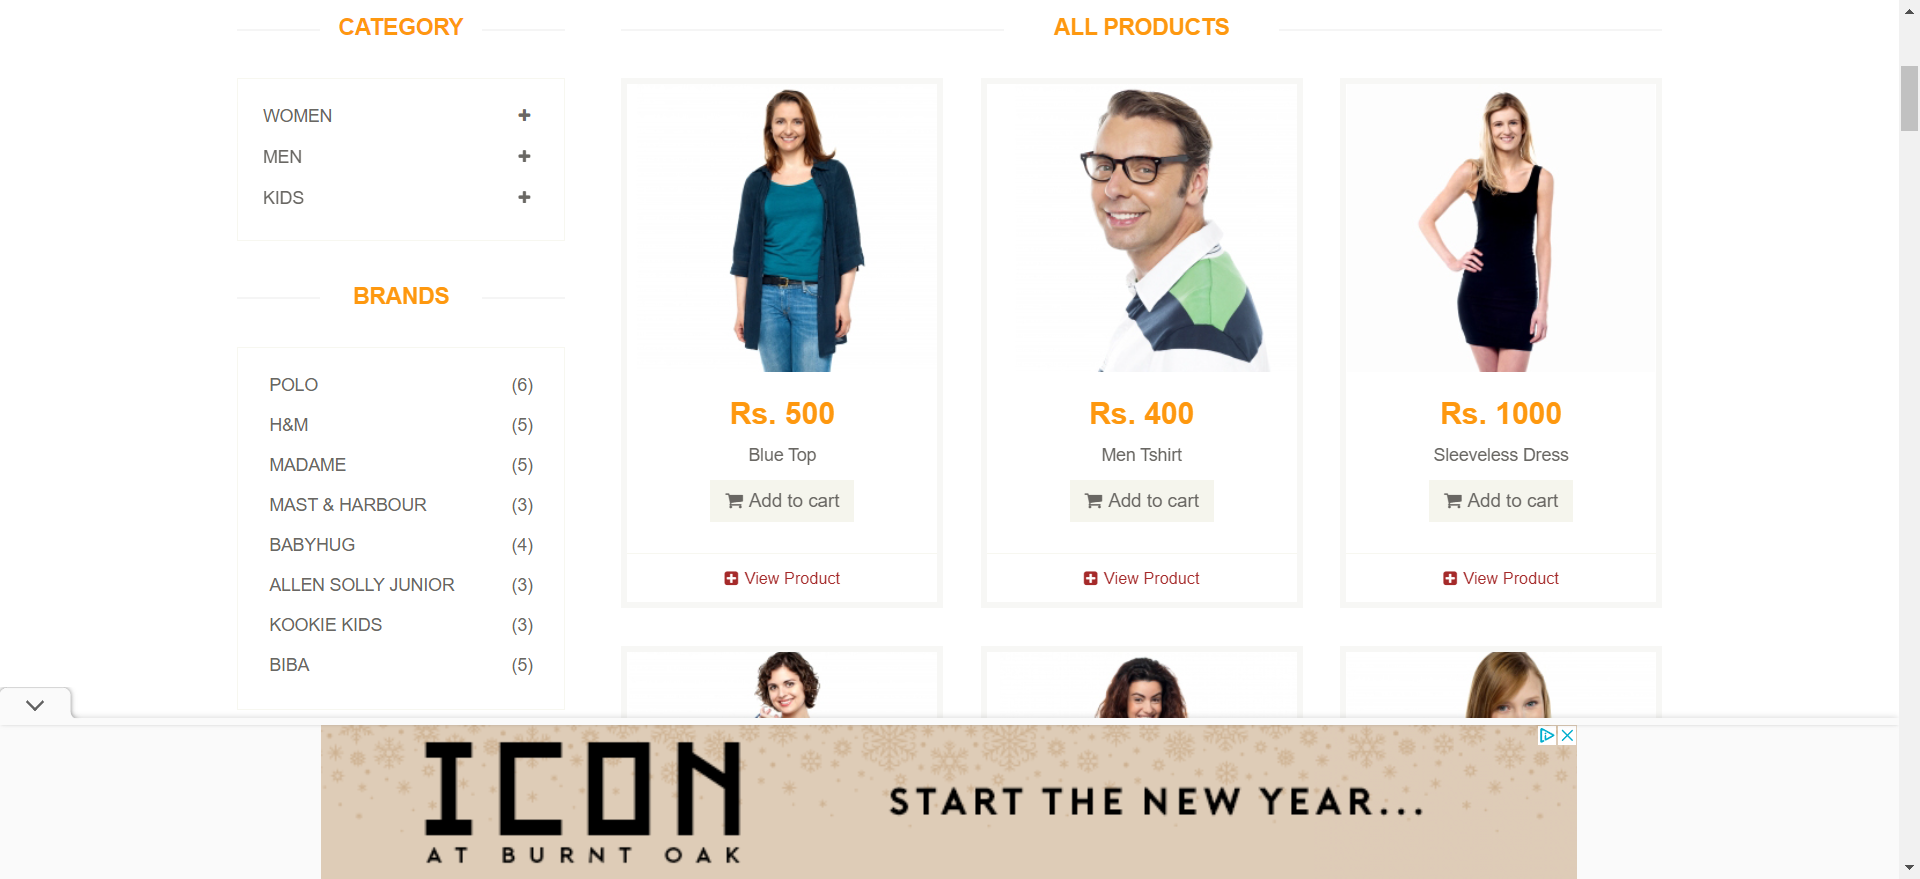 CATEGORY
WOMEN
MEN
KIDS
BRANDS
POLO (6)
H&M (5)
MADAME (5)
MAST & HARBOUR (3)
BABYHUG (4)
ALLEN SOLLY JUNIOR (3)
KOOKIE KIDS (3)
BIBA (5)
ALL PRODUCTS
Rs. 500
Blue Top
Add to cart
View Product
Rs. 400
Men Tshirt
Add to cart
View Product
Rs. 1000
Sleeveless Dress
Add to cart
View Product
ICON
AT BURNT OAK
START THE NEW YEAR...